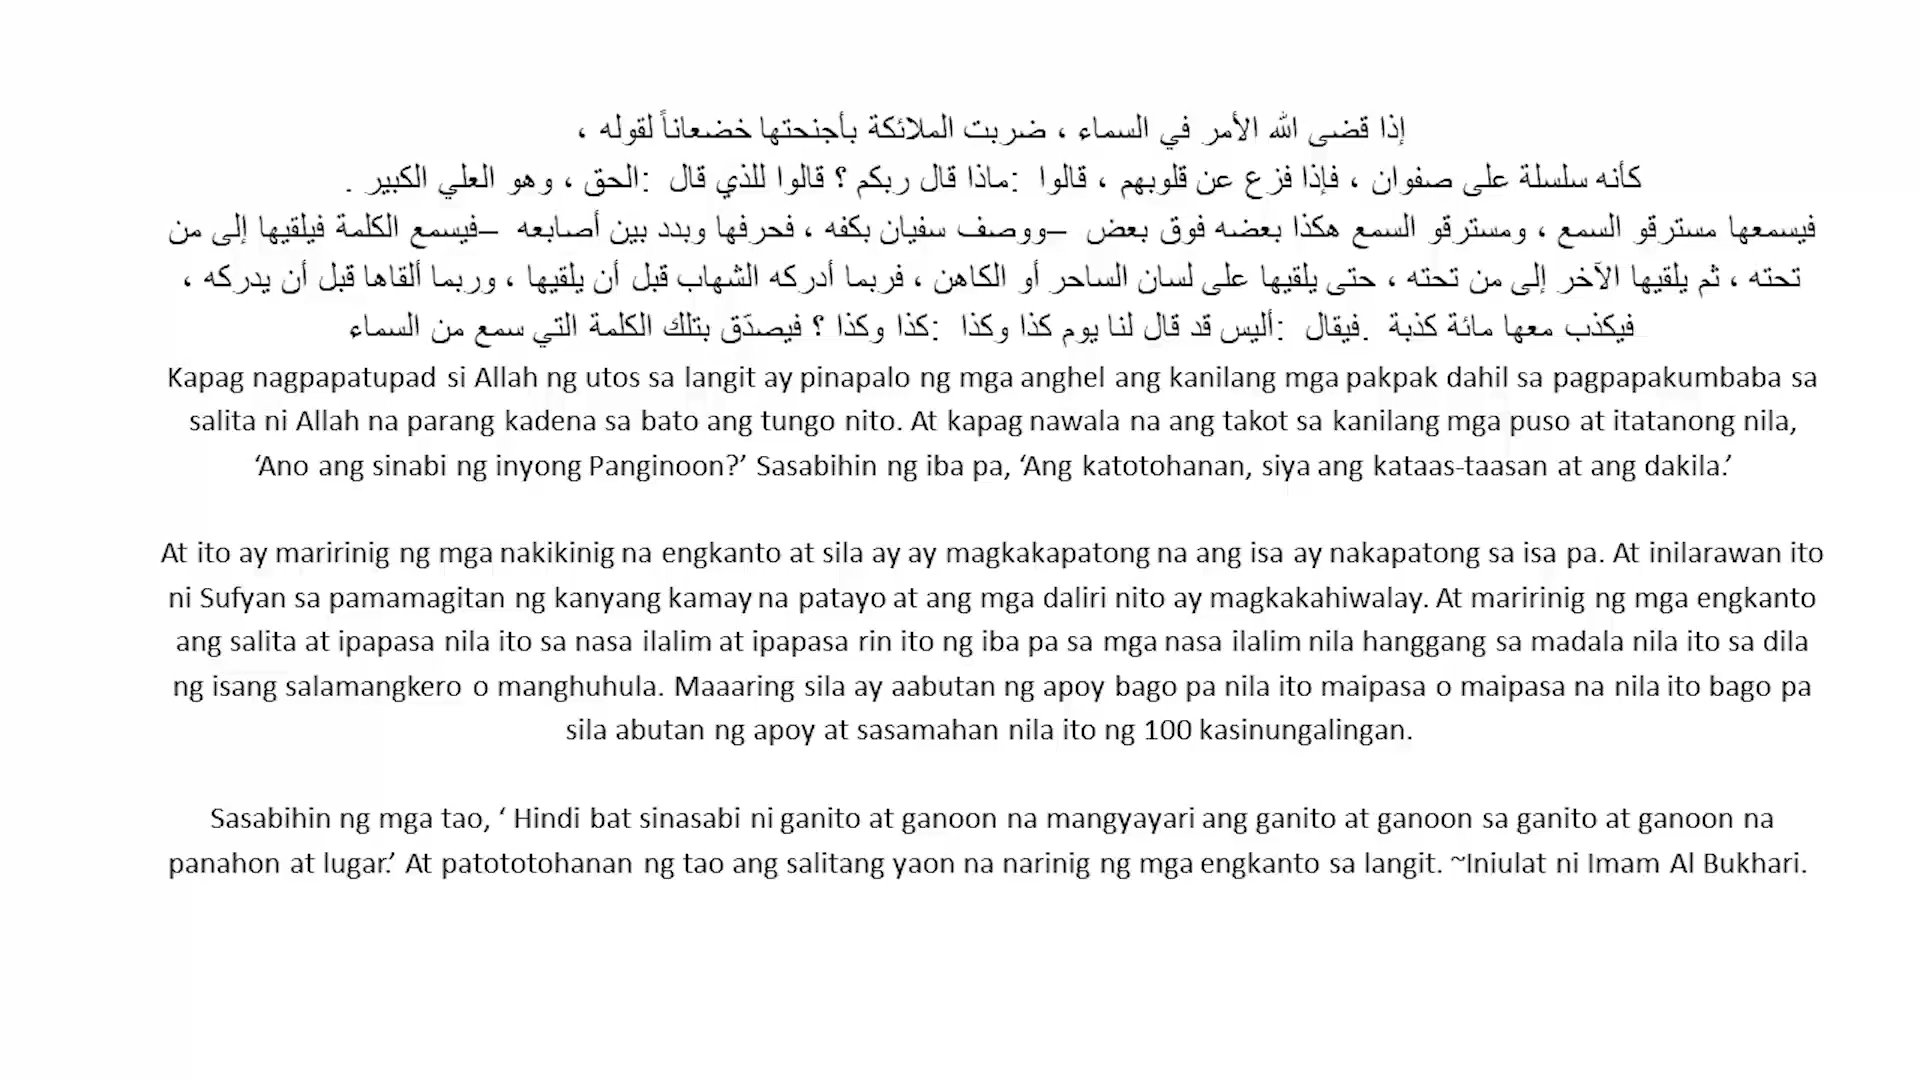 إذا قضى الله الأمر في السماء ، ضربت الملائكة بأجنحتها خضعاناً لقوله ،
كأنه سلسلة على صفوان ، فإذا فزع عن قلوبهم ، قالوا :ماذا قال ربكم ؟ قالوا للذي قال :الحق ، وهو العلي الكبير .
فيسمعها مسترقو السمع ، ومسترقو السمع هكذا بعضه فوق بعض –ووصف سفيان بكفه ، فحرفها وبدد بين أصابعه –فيسمع الكلمة فيلقيها إلى من
تحته ، ثم يلقيها الآخر إلى من تحته ، حتى يلقيها على لسان الساحر أو الكاهن ، فربما أدركه الشهاب قبل أن يلقيها ، وربما ألقاها قبل أن يدركه ،
فيكذب معها مائة كذبة .فيقال :أليس قد قال لنا يوم كذا وكذا :كذا وكذا ؟ فيصدّق بتلك الكلمة التي سمع من السماء
Kapag nagpapatupad si Allah ng utos sa langit ay pinapalo ng mga anghel ang kanilang mga pakpak dahil sa pagpapakumbaba sa
salita ni Allah na parang kadena sa bato ang tungo nito. At kapag nawala na ang takot sa kanilang mga puso at itatanong nila,
‘Ano ang sinabi ng inyong Panginoon?’ Sasabihin ng iba pa, ‘Ang katotohanan, siya ang kataas-taasan at ang dakila.’
At ito ay maririnig ng mga nakikinig na engkanto at sila ay ay magkakapatong na ang isa ay nakapatong sa isa pa. At inilarawan ito
ni Sufyan sa pamamagitan ng kanyang kamay na patayo at ang mga daliri nito ay magkakahiwalay. At maririnig ng mga engkanto
ang salita at ipapasa nila ito sa nasa ilalim at ipapasa rin ito ng iba pa sa mga nasa ilalim nila hanggang sa madala nila ito sa dila
ng isang salamangkero o manghuhula. Maaaring sila ay aabutan ng apoy bago pa nila ito maipasa o maipasa na nila ito bago pa
sila abutan ng apoy at sasamahan nila ito ng 100 kasinungalingan.
Sasabihin ng mga tao, ‘ Hindi bat sinasabi ni ganito at ganoon na mangyayari ang ganito at ganoon sa ganito at ganoon na
panahon at lugar.’ At patototohanan ng tao ang salitang yaon na narinig ng mga engkanto sa langit. ~Iniulat ni Imam Al Bukhari.